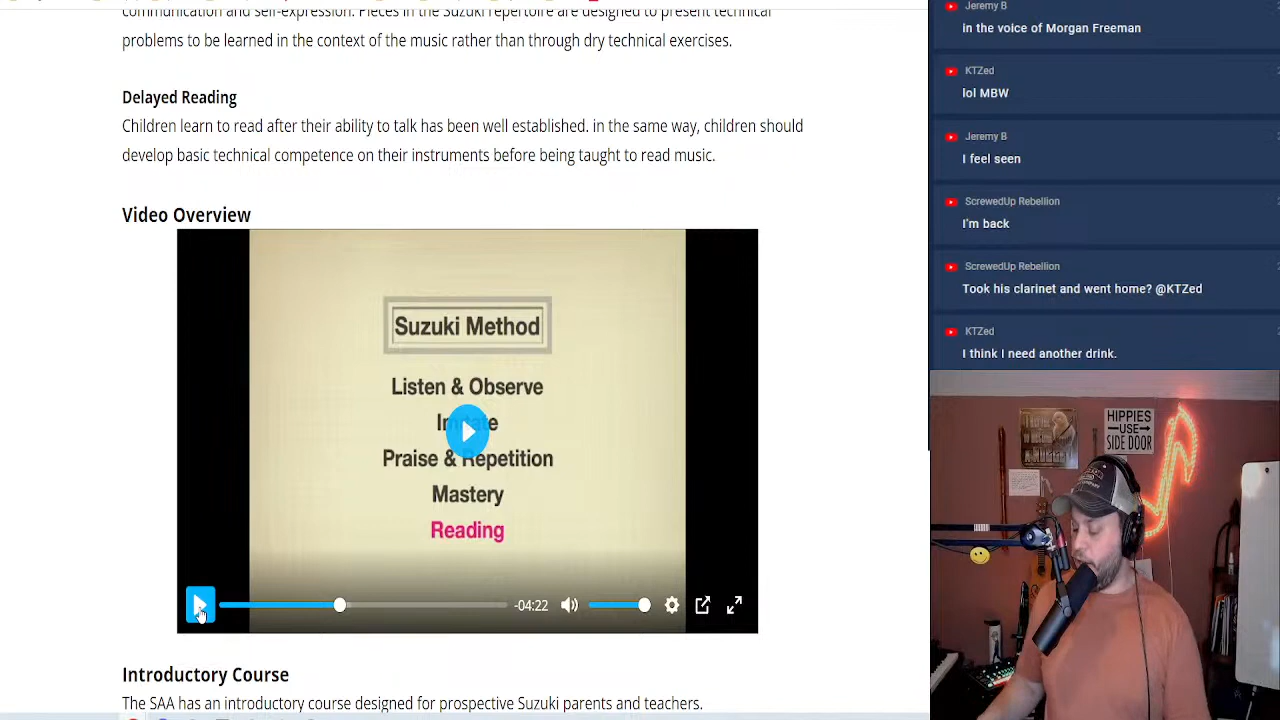 communication and self-expression. Pieces in the Suzuki repertoire are designed to present technical
problems to be learned in the context of the music rather than through dry technical exercises.
Delayed Reading
Children learn to read after their ability to talk has been well established. in the same way, children should
develop basic technical competence on their instruments before being taught to read music.
Video Overview
Suzuki Method
Listen & Observe
Praise & Repetition
Mastery
Reading
-04:22
Introductory Course
The SAA has an introductory course designed for prospective Suzuki parents and teachers.
Jeremy B
in the voice of Morgan Freeman
KTZed
lol MBW
Jeremy B
I feel seen
ScrewedUp Rebellion
I'm back
ScrewedUp Rebellion
Took his clarinet and went home? @KTZed
KTZed
I think I need another drink.
HIPPIES
USE
SIDE DOOR